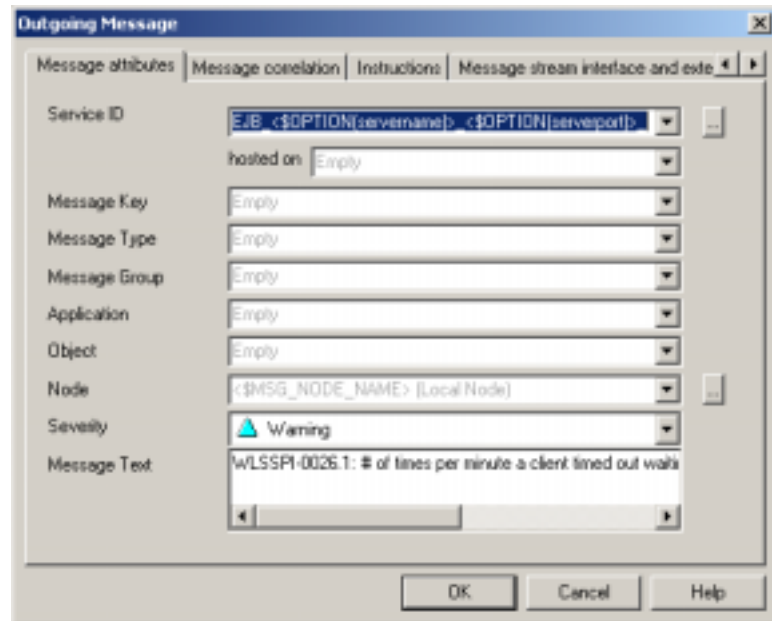 Outgoing Message
Message attributes Message correlation Instructions Message stream interface and exte
Service ID EJB_<$OPTION(servername)>_<$OPTION(serverport)>_ ...
hosted on Empty
Message Key Empty
Message Type Empty
Message Group Empty
Application Empty
Object Empty
Node <$MSG_NODE_NAME> (Local Node) ...
Severity Warning
Message Text WLSSPI-0026.1: # of times per minute a client timed out waiti
OK Cancel Help